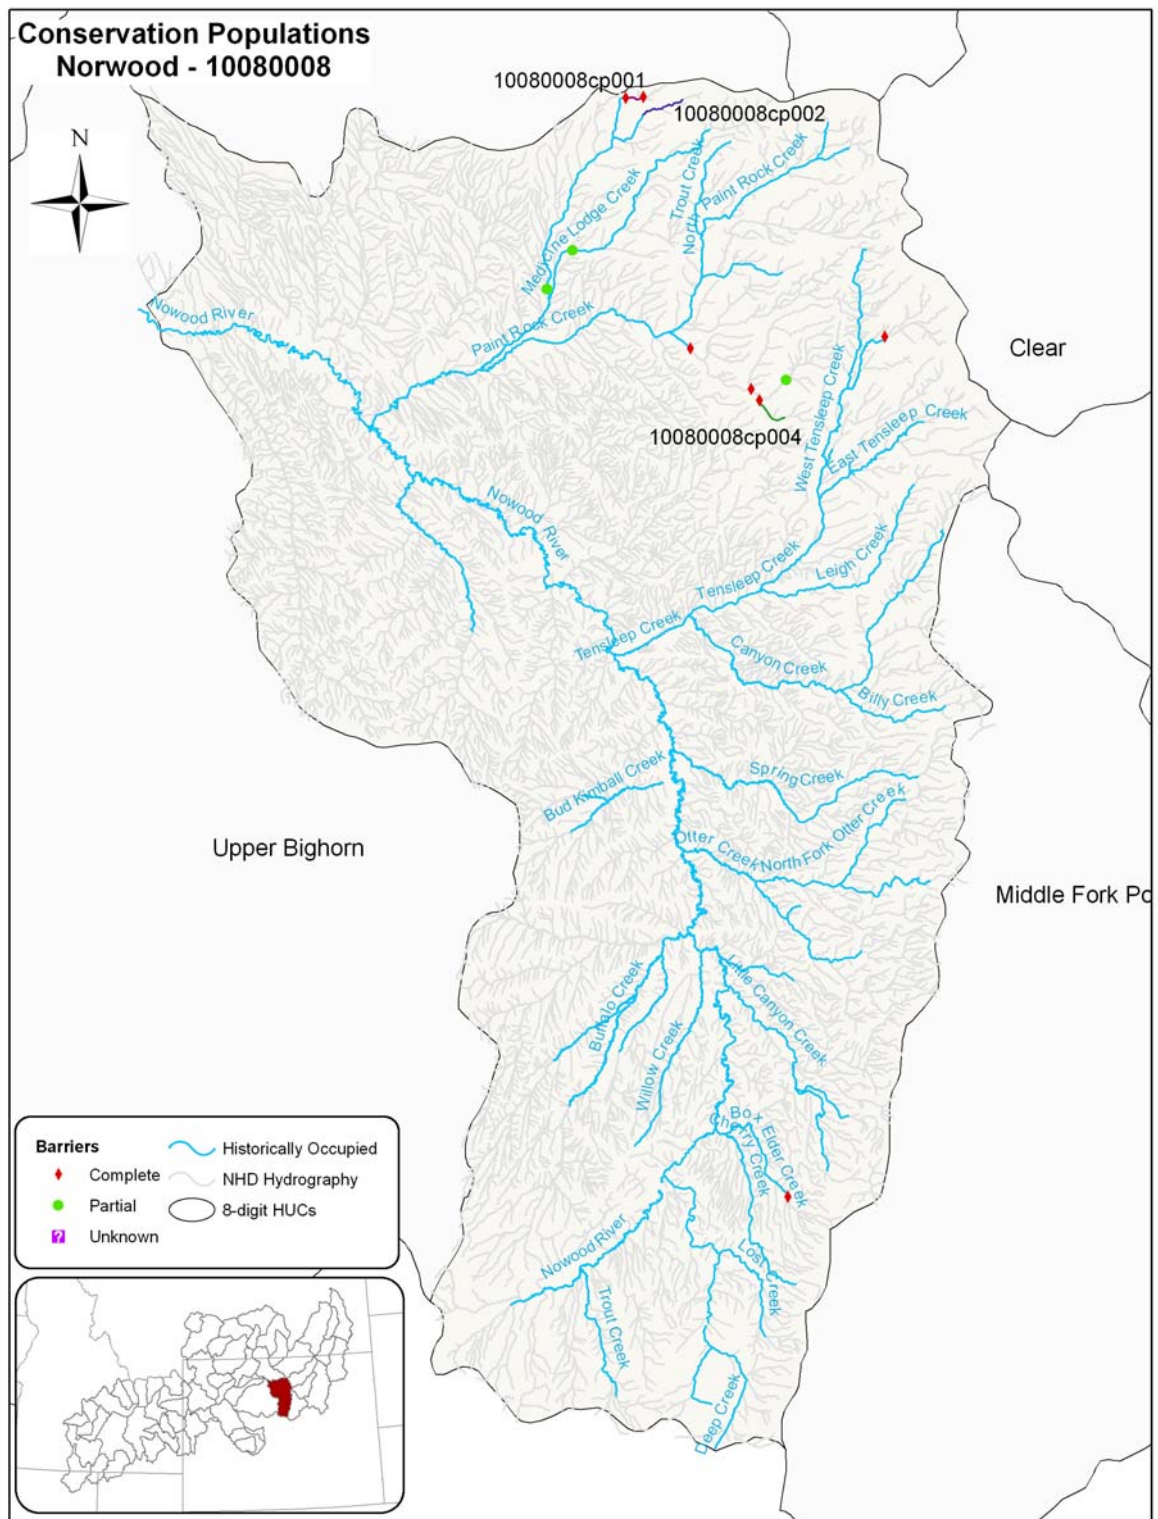 Conservation Populations
Norwood - 10080008
10080008cp001
10080008cp002
N
Trout Creek
North Paint Rock Creek
Medicine Lodge Creek
Nowood River
Paint Rock Creek
Clear
West Tensleep Creek
East Tensleep Creek
10080008cp004
Nowood River
Leigh Creek
Tensleep Creek
Tensleep Creek
Canyon Creek
Billy Creek
Spring Creek
Bud Kimball Creek
North Fork Otter Creek
Otter Creek
Upper Bighorn
Middle Fork Po
Buffalo Creek
Little Canyon Creek
Willow Creek
Box Elder Creek
Cherry Creek
Nowood River
Lost Creek
Trout Creek
Deep Creek
Barriers
Complete
Partial
?
Unknown
Historically Occupied
NHD Hydrography
8-digit HUCs